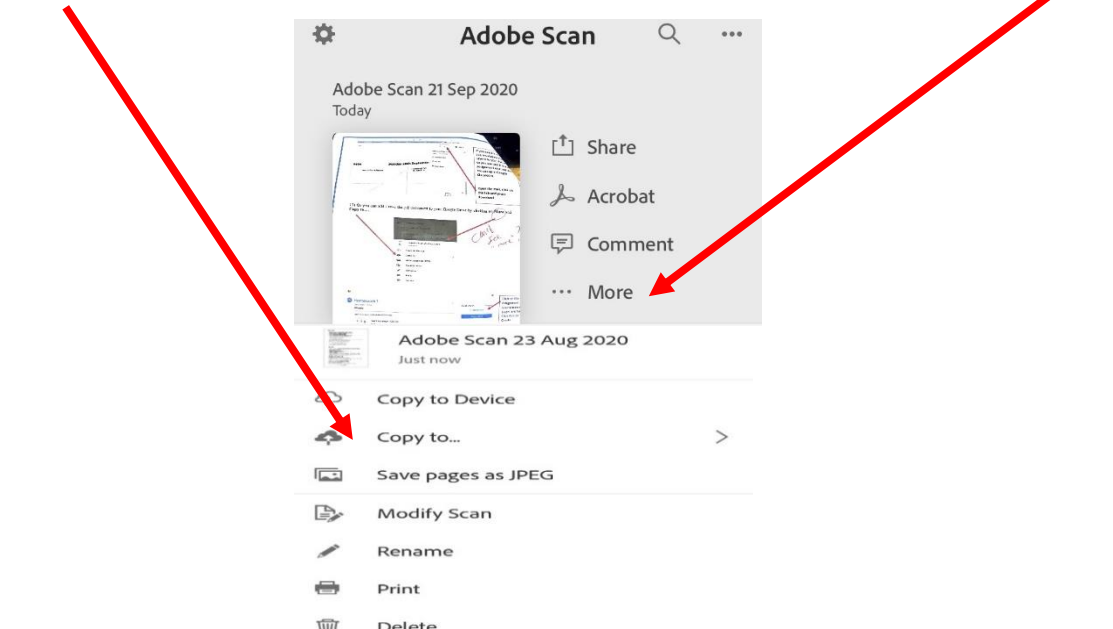 Adobe Scan
Adobe Scan 21 Sep 2020
Today
Share
Acrobat
Comment
More
Adobe Scan 23 Aug 2020
Just now
Copy to Device
Copy to...
Save pages as JPEG
Modify Scan
Rename
Print
Delete